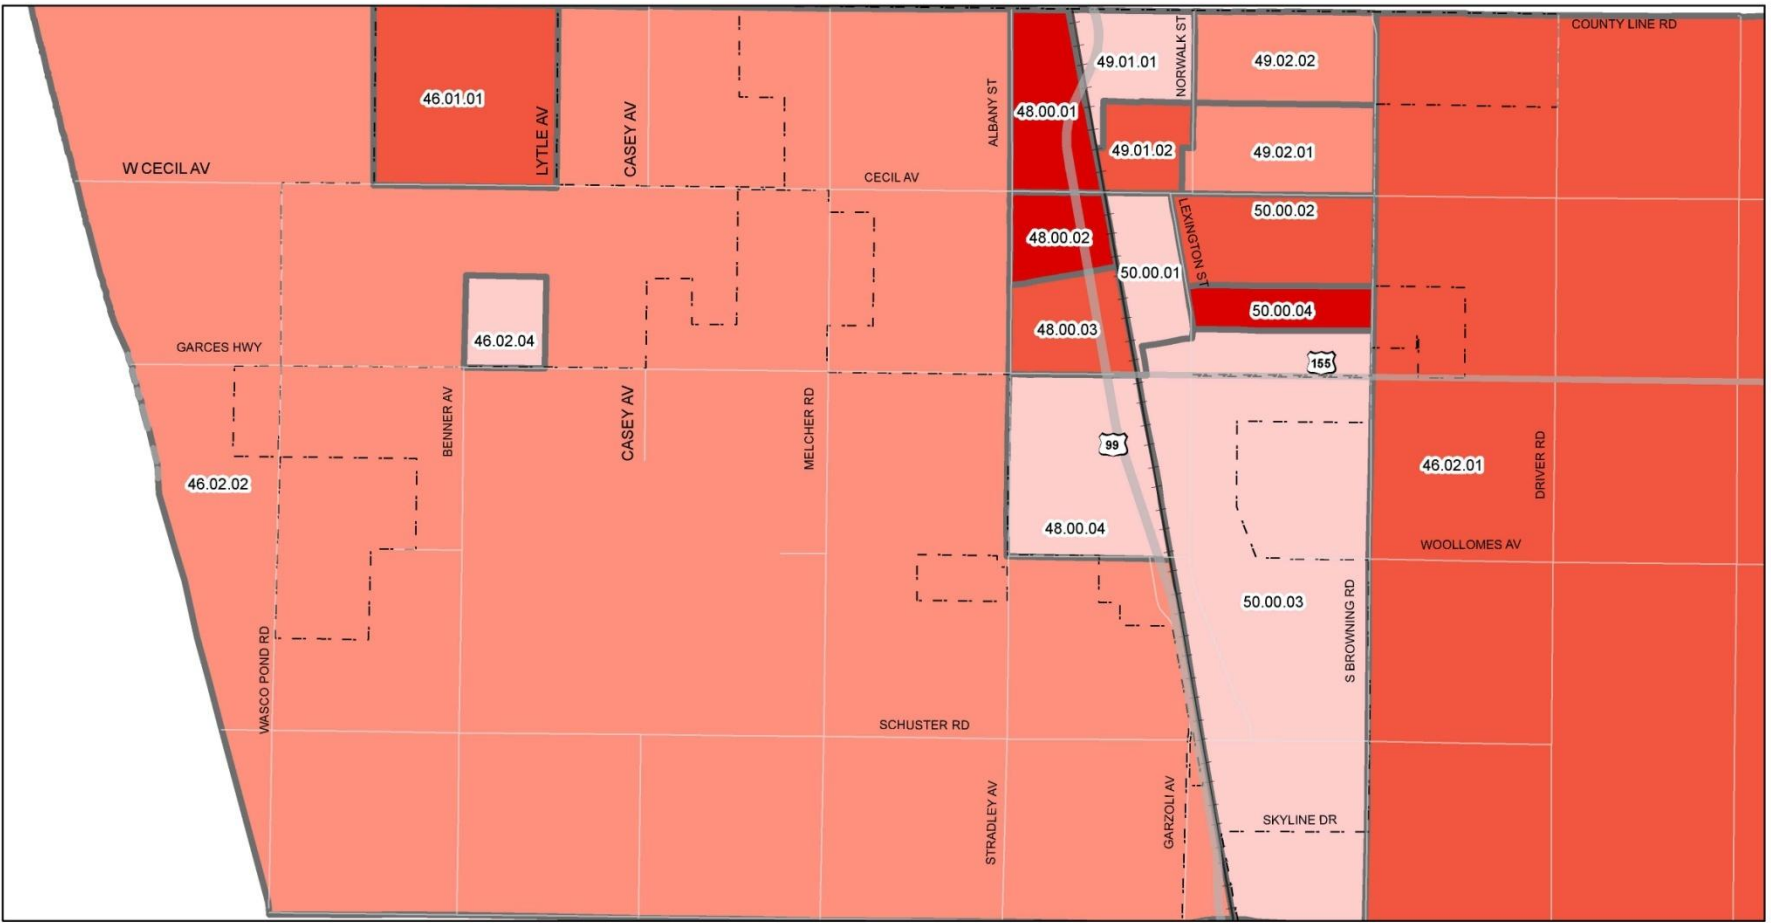 COUNTY LINE RD
NORWALK ST
49.01.01
49.02.02
46.01.01
LYTLE AV
CASEY AV
ALBANY ST
48.00.01
49.01.02
49.02.01
W CECIL AV
CECIL AV
50.00.02
LEXINGTON ST
48.00.02
50.00.01
50.00.04
48.00.03
46.02.04
GARCES HWY
155
BENNER AV
CASEY AV
MELCHER RD
99
46.02.01
DRIVER RD
46.02.02
48.00.04
WOOLLOMES AV
50.00.03
S BROWNING RD
WASCO POND RD
SCHUSTER RD
STRADLEY AV
GARZOLI AV
SKYLINE DR